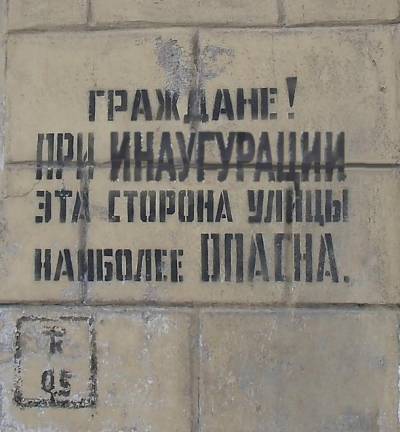 ГРАЖДАНЕ!
ПРИ ИНАУГУРАЦИИ
ЭТА СТОРОНА УЛИЦЫ
НАИБОЛЕЕ ОПАСНА.
К
05